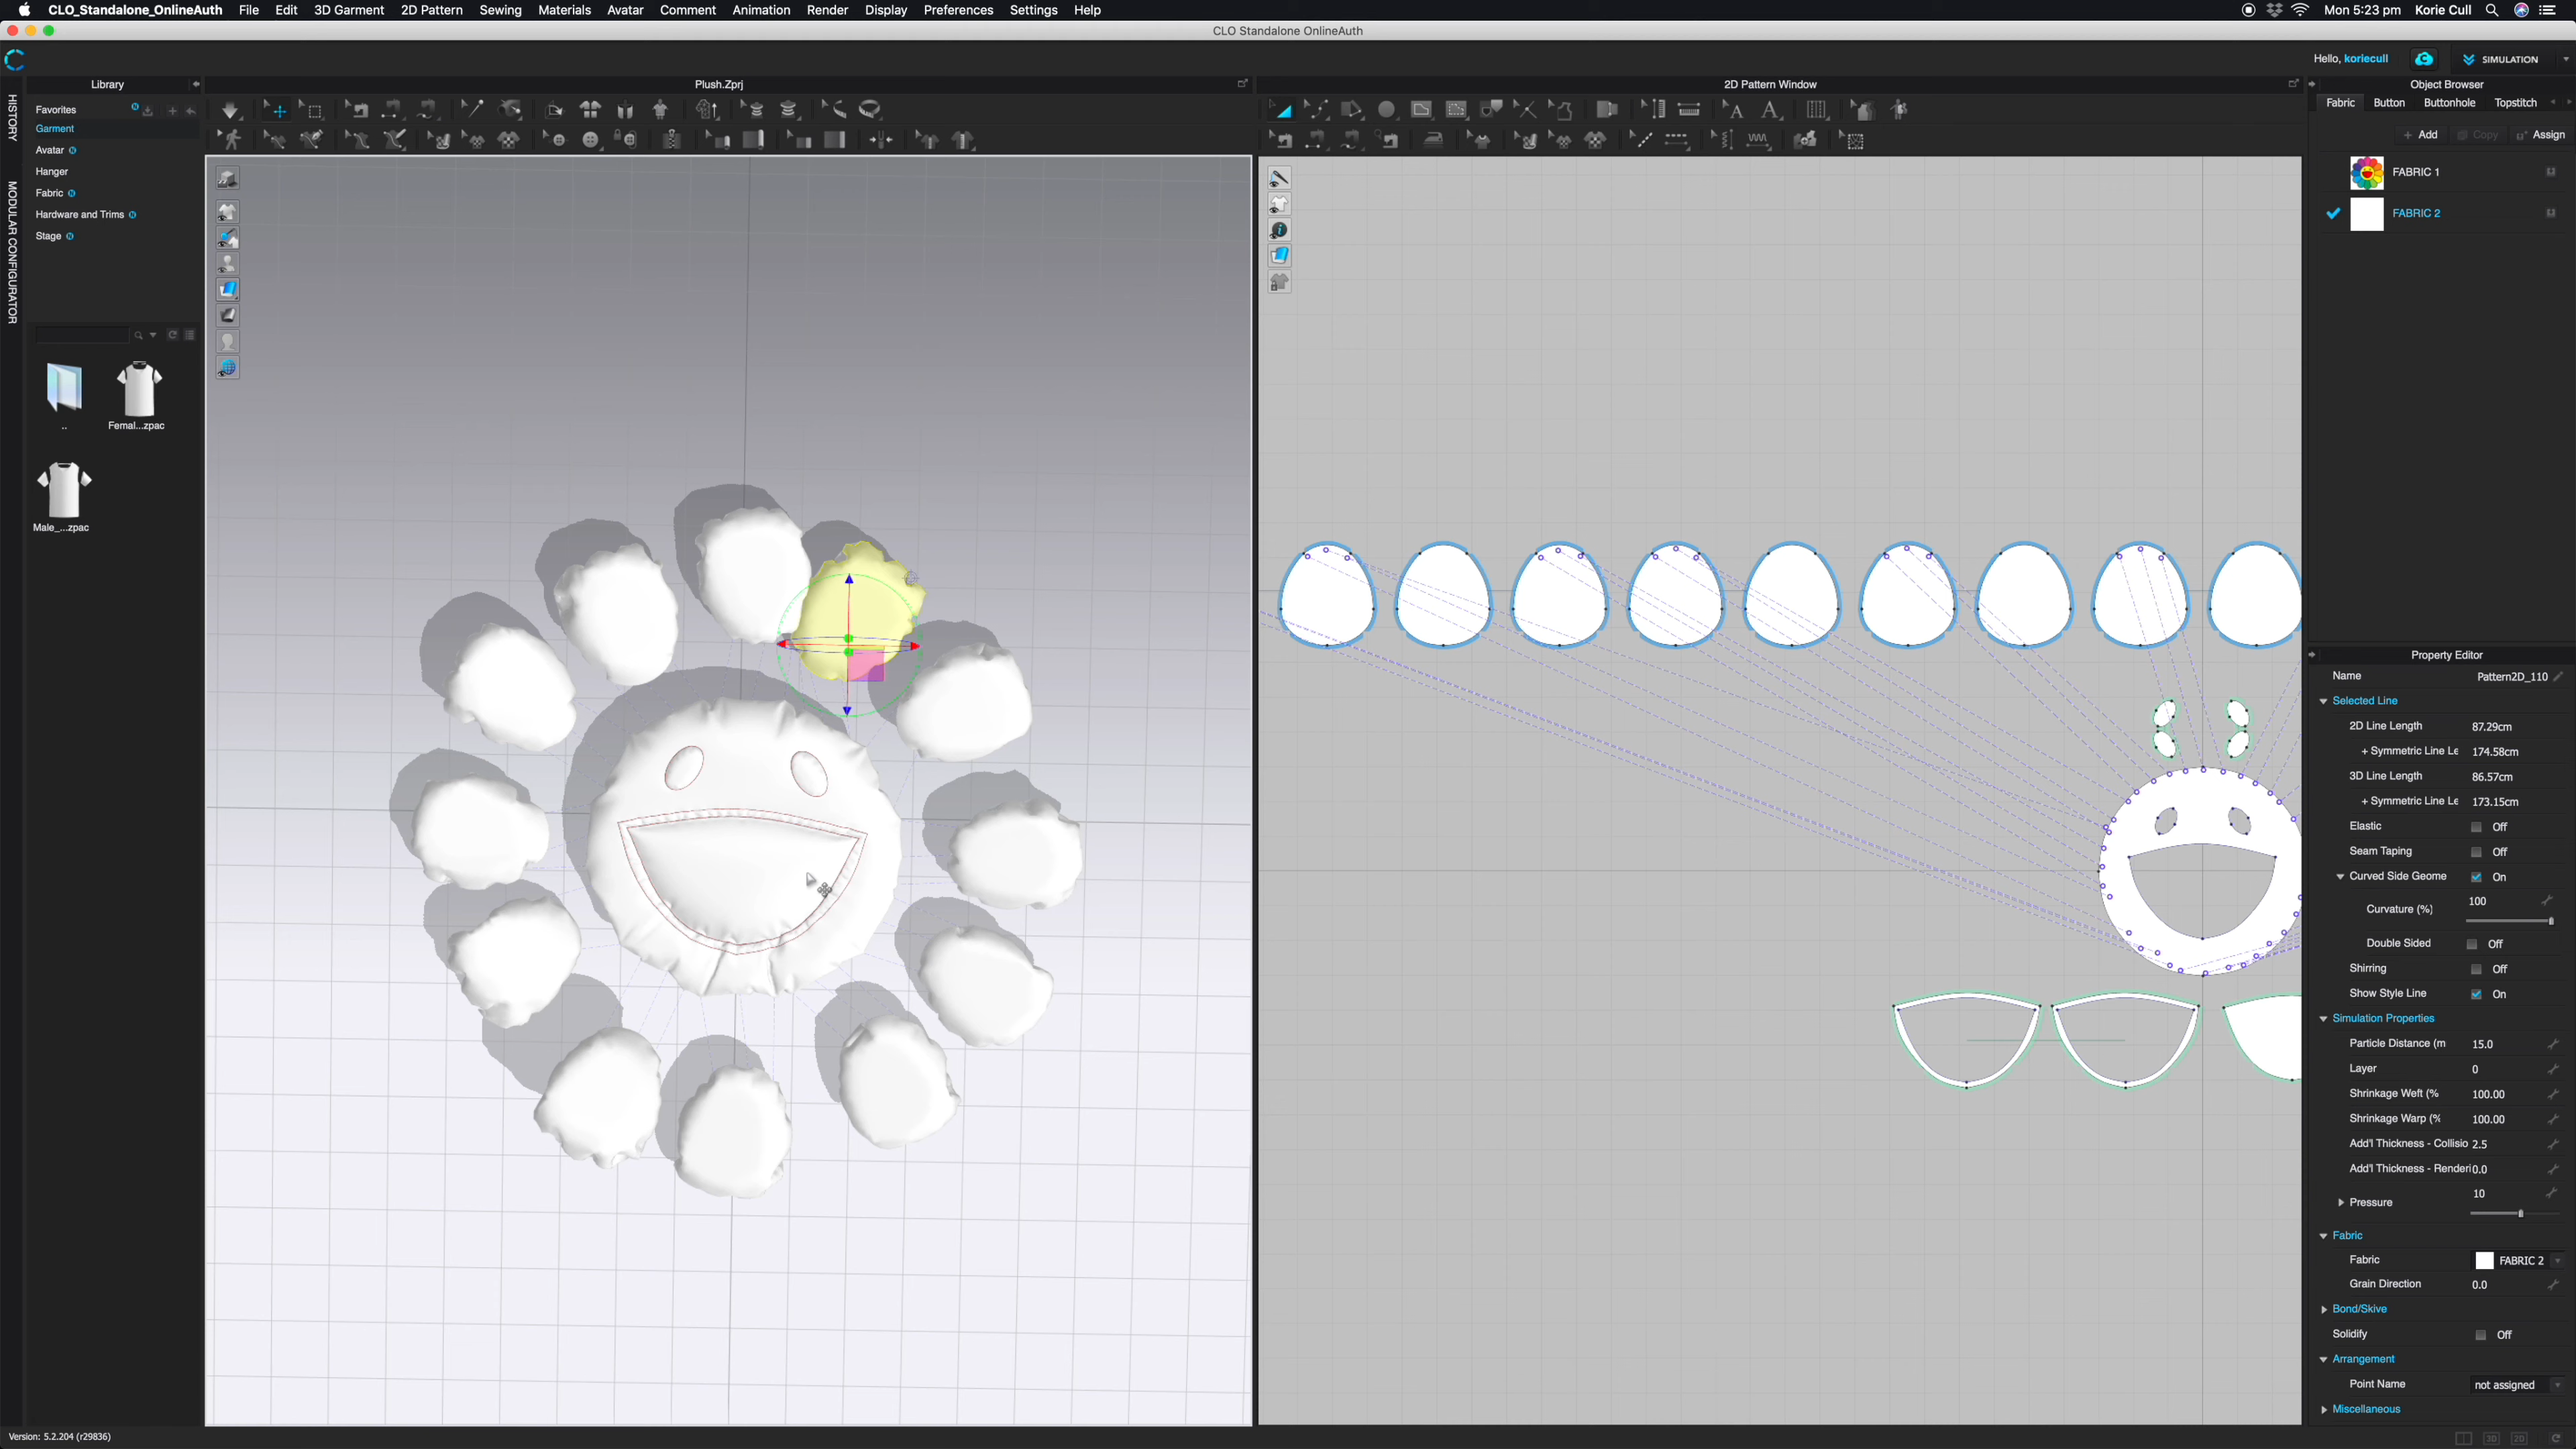 CLO_Standalone_OnlineAuth File Edit 3D Garment 2D Pattern Sewing Materials Avatar Comment Animation Render Display Preferences Settings Help Mon 5:23 pm Korie Cull
CLO Standalone OnlineAuth
Hello, koriecull SIMULATION
HISTORY
MODULAR CONFIGURATOR
Library
Favorites
Garment
Avatar N
Hanger
Fabric N
Hardware and Trims N
Stage N
..
Femal...zpac
Male_...zpac
Plush.Zprj
2D Pattern Window
Object Browser
Fabric Button Buttonhole Topstitch
+ Add Copy Assign
FABRIC 1
FABRIC 2
Property Editor
Name Pattern2D_110
Selected Line
2D Line Length 87.29cm
+ Symmetric Line Le 174.58cm
3D Line Length 86.57cm
+ Symmetric Line Le 173.15cm
Elastic Off
Seam Taping Off
Curved Side Geome On
Curvature (%) 100
Double Sided Off
Shirring Off
Show Style Line On
Simulation Properties
Particle Distance (m 15.0
Layer 0
Shrinkage Weft (% 100.00
Shrinkage Warp (% 100.00
Add'l Thickness - Collisio 2.5
Add'l Thickness - Renderi 0.0
Pressure 10
Fabric
Fabric FABRIC 2
Grain Direction 0.0
Bond/Skive
Solidify Off
Arrangement
Point Name not assigned
Miscellaneous
Version: 5.2.204 (r29836)
3D 2D